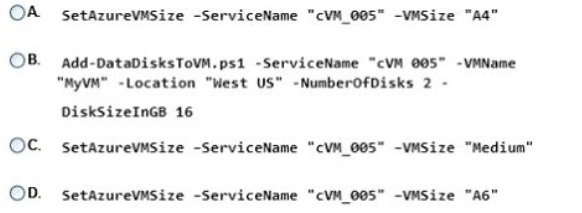 A. SetAzureVMSize -ServiceName "cVM_005" -VMSize "A4"
B. Add-DataDisksToVM.ps1 -ServiceName "cVM 005" -VMName
"MyVM" -Location "West US" -NumberOfDisks 2 -
DiskSizeInGB 16
C. SetAzureVMSize -ServiceName "cVM_005" -VMSize "Medium"
D. SetAzureVMSize -ServiceName "cVM_005" -VMSize "A6"